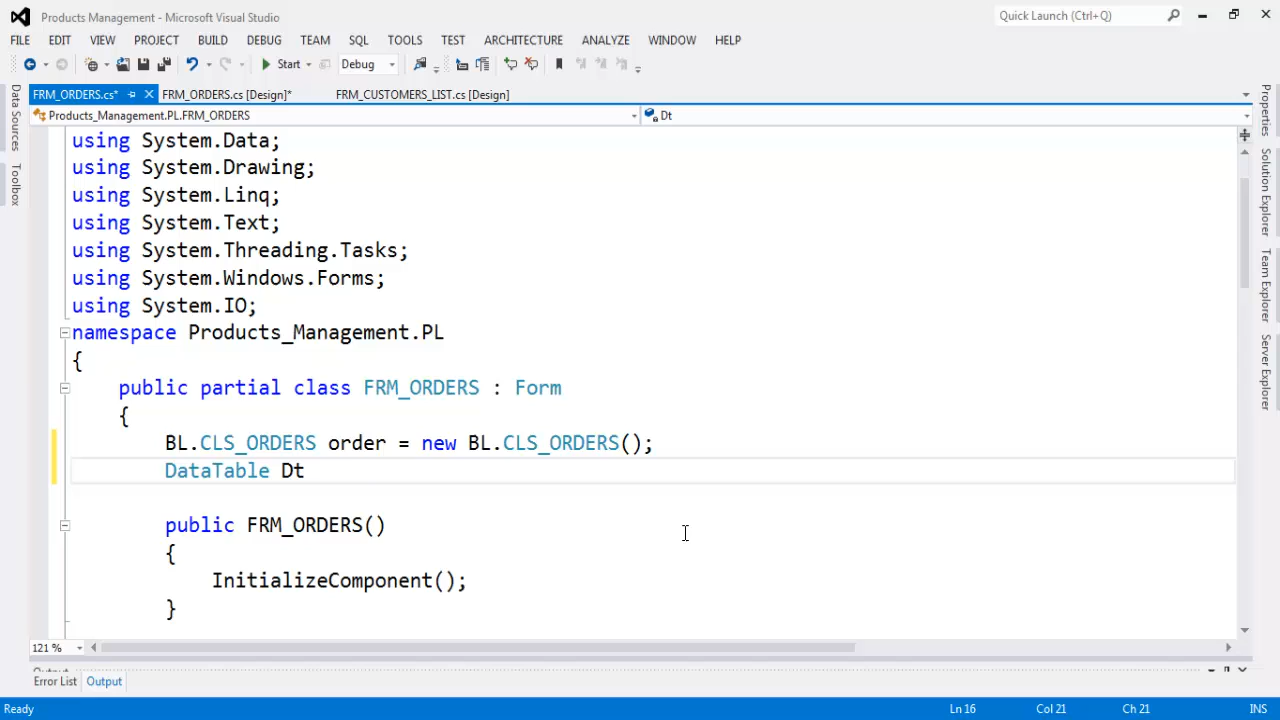 Products Management - Microsoft Visual Studio
Quick Launch (Ctrl+Q)
FILE EDIT VIEW PROJECT BUILD DEBUG TEAM SQL TOOLS TEST ARCHITECTURE ANALYZE WINDOW HELP
Start Debug
FRM_ORDERS.cs* FRM_ORDERS.cs [Design]* FRM_CUSTOMERS_LIST.cs [Design]
Products_Management.PL.FRM_ORDERS Dt
Data Sources
Toolbox
using System.Data;
using System.Drawing;
using System.Linq;
using System.Text;
using System.Threading.Tasks;
using System.Windows.Forms;
using System.IO;
namespace Products_Management.PL
{
public partial class FRM_ORDERS : Form
{
BL.CLS_ORDERS order = new BL.CLS_ORDERS();
DataTable Dt
public FRM_ORDERS()
{
InitializeComponent();
}
Properties
Solution Explorer
Team Explorer
Server Explorer
121 %
Output
Error List Output
Ready Ln 16 Col 21 Ch 21 INS